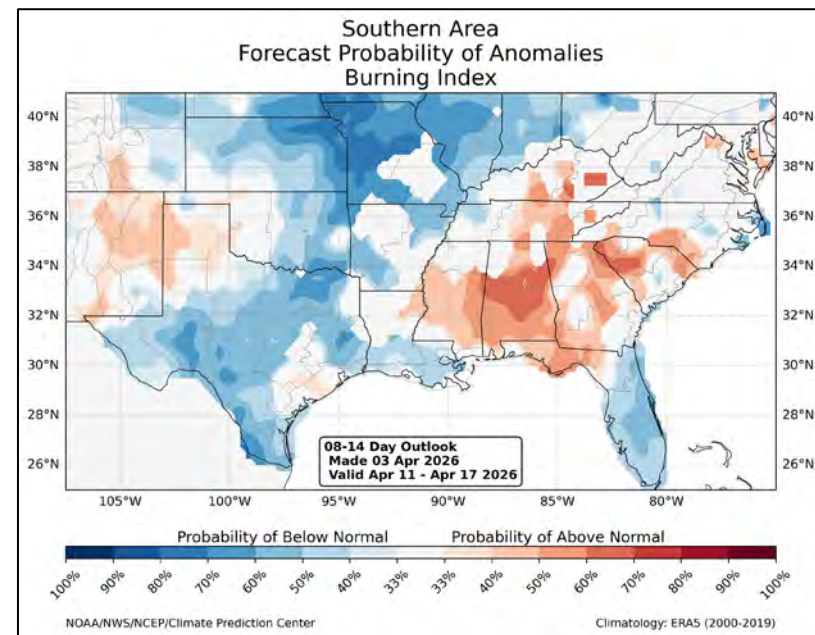 Southern Area
Forecast Probability of Anomalies
Burning Index
40°N
40°N
38°N
38°N
36°N
36°N
34°N
34°N
32°N
32°N
30°N
30°N
28°N
28°N
26°N
26°N
08-14 Day Outlook
Made 03 Apr 2026
Valid Apr 11 - Apr 17 2026
105°W 100°W 95°W 90°W 85°W 80°W
Probability of Below Normal Probability of Above Normal
100% 90% 80% 70% 60% 50% 40% 33% 33% 40% 50% 60% 70% 80% 90% 100%
NOAA/NWS/NCEP/Climate Prediction Center Climatology: ERA5 (2000-2019)